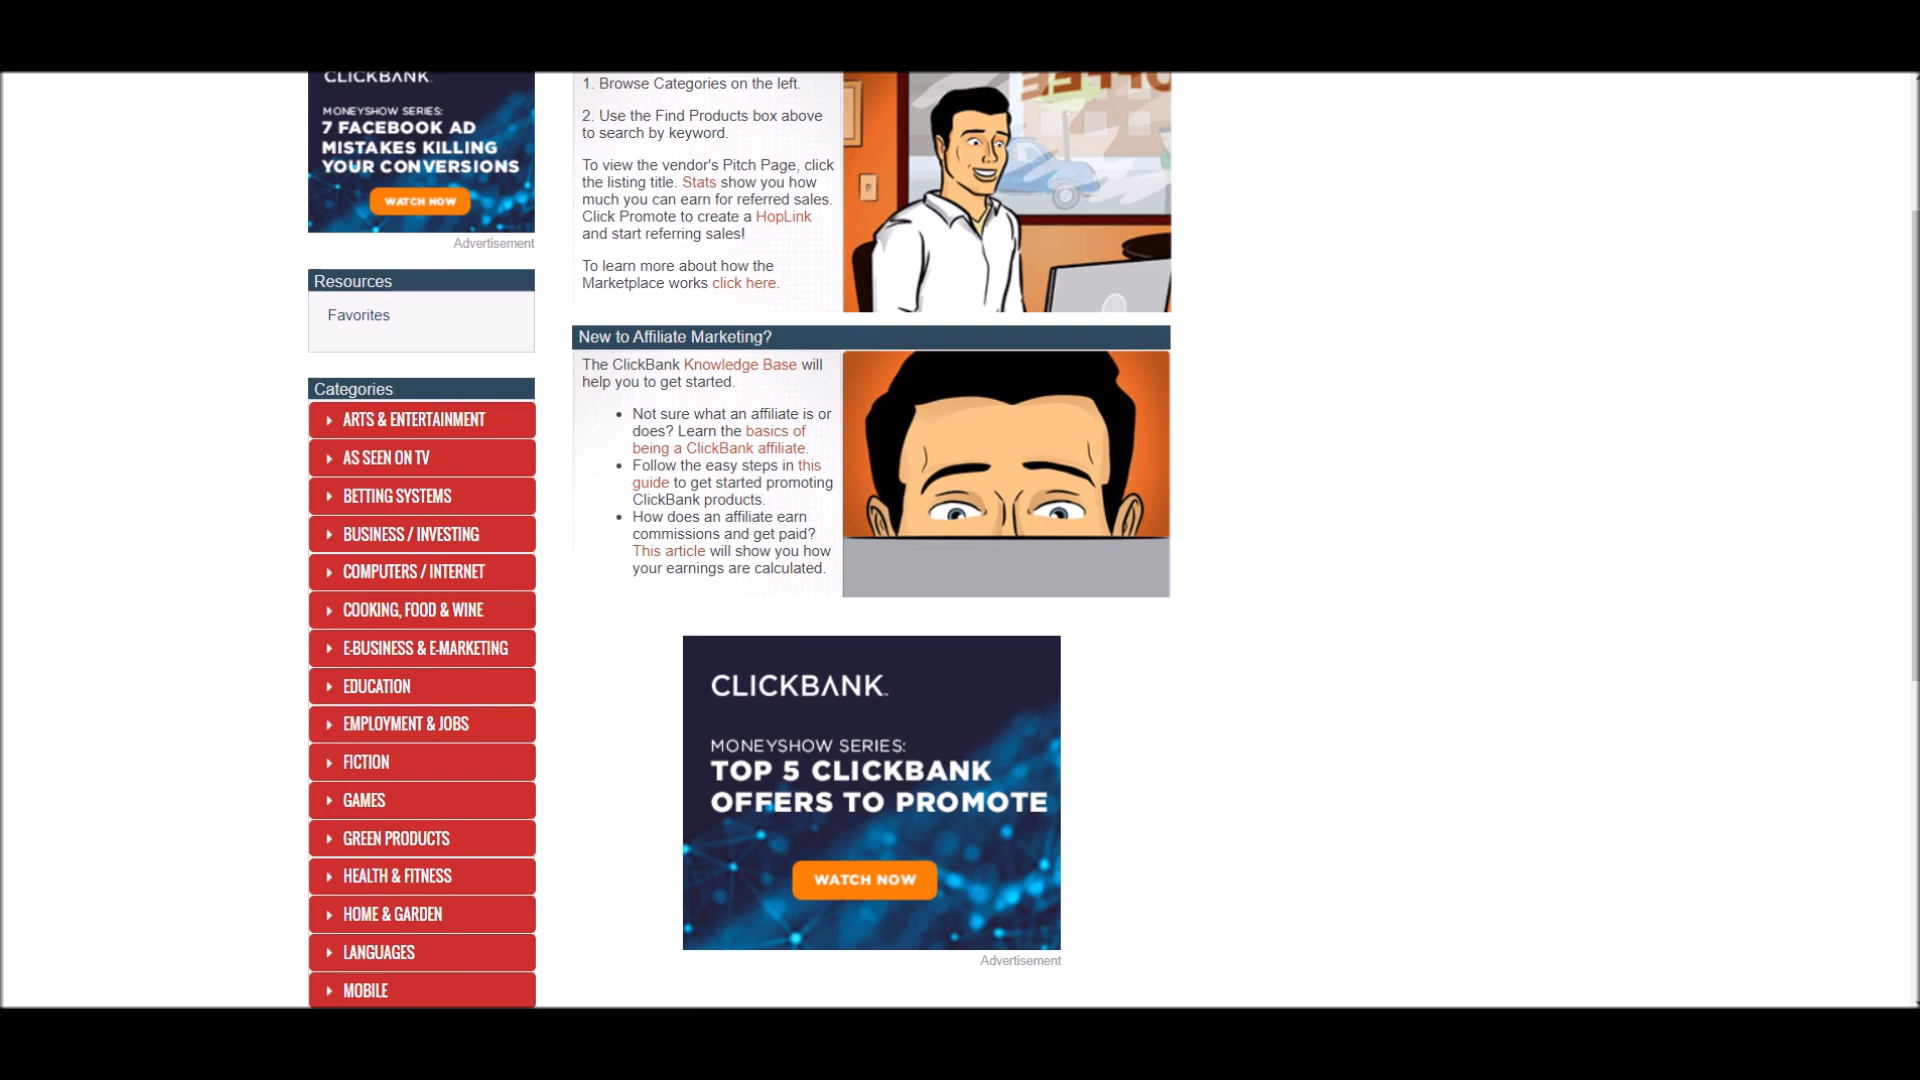 CLICKBANK
MONEYSHOW SERIES:
7 FACEBOOK AD
MISTAKES KILLING
YOUR CONVERSIONS
WATCH NOW
Advertisement
Resources
Favorites
Categories
ARTS & ENTERTAINMENT
AS SEEN ON TV
BETTING SYSTEMS
BUSINESS / INVESTING
COMPUTERS / INTERNET
COOKING, FOOD & WINE
E-BUSINESS & E-MARKETING
EDUCATION
EMPLOYMENT & JOBS
FICTION
GAMES
GREEN PRODUCTS
HEALTH & FITNESS
HOME & GARDEN
LANGUAGES
MOBILE
1. Browse Categories on the left.
2. Use the Find Products box above
to search by keyword.
To view the vendor's Pitch Page, click
the listing title. Stats show you how
much you can earn for referred sales.
Click Promote to create a HopLink
and start referring sales!
To learn more about how the
Marketplace works click here.
New to Affiliate Marketing?
The ClickBank Knowledge Base will
help you to get started.
• Not sure what an affiliate is or
does? Learn the basics of
being a ClickBank affiliate.
• Follow the easy steps in this
guide to get started promoting
ClickBank products.
• How does an affiliate earn
commissions and get paid?
This article will show you how
your earnings are calculated.
CLICKBANK™
MONEYSHOW SERIES:
TOP 5 CLICKBANK
OFFERS TO PROMOTE
WATCH NOW
Advertisement